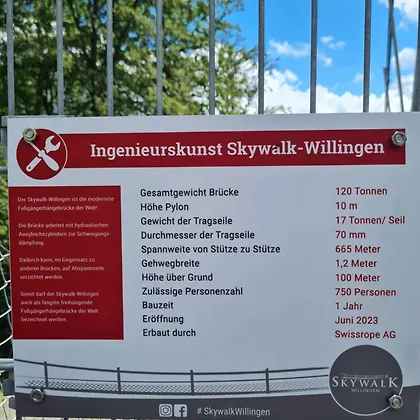 Ingenieurskunst Skywalk-Willingen
Der Skywalk-Willingen ist die modernste
Fußgängerhängebrücke der Welt!
Die Brücke arbeitet mit hydraulischen
Ausgleichzylindern zur Schwingungs-
dämpfung.
Dadurch kann, im Gegensatz zu
anderen Brücken, auf Abspannseile
verzichtet werden.
Somit darf der Skywalk-Willingen
auch als längste freihängende
Fußgängerhängebrücke der Welt
bezeichnet werden.
Gesamtgewicht Brücke 120 Tonnen
Höhe Pylon 10 m
Gewicht der Tragseile 17 Tonnen/ Seil
Durchmesser der Tragseile 70 mm
Spannweite von Stütze zu Stütze 665 Meter
Gehwegbreite 1,2 Meter
Höhe über Grund 100 Meter
Zulässige Personenzahl 750 Personen
Bauzeit 1 Jahr
Eröffnung Juni 2023
Erbaut durch Swissrope AG
# SkywalkWillingen
SKYWALK
WILLINGEN